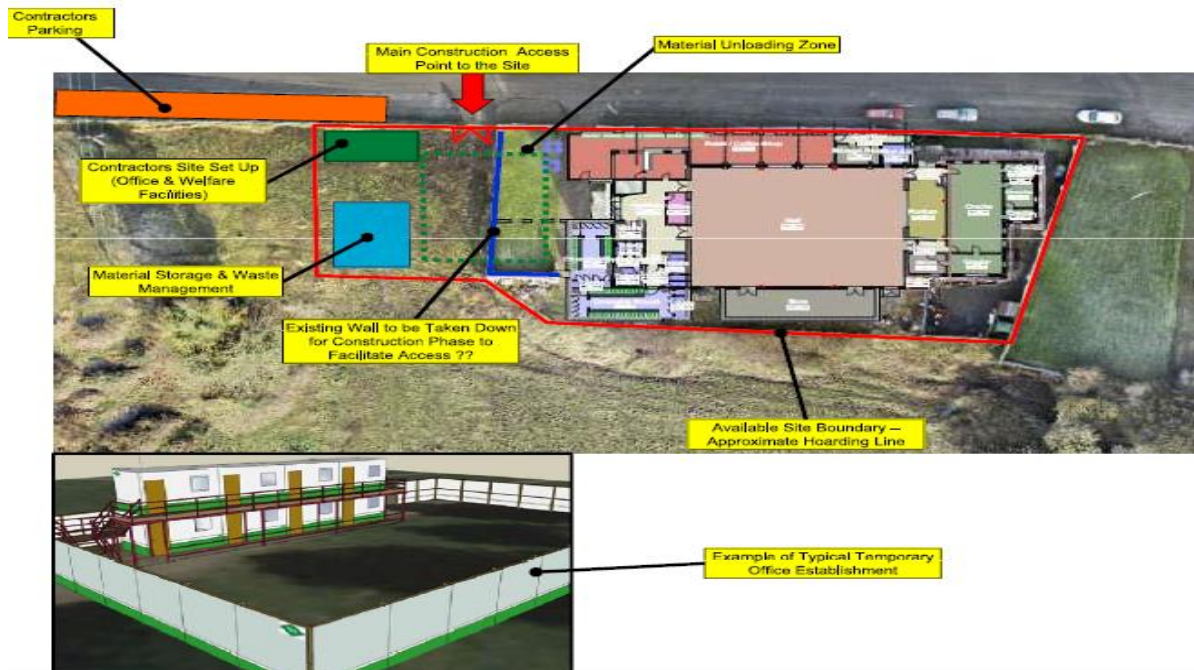 Contractors
Parking
Main Construction Access
Point to the Site
Material Unloading Zone
Contractors Site Set Up
(Office & Welfare
Facilities)
Material Storage & Waste
Management
Existing Wall to be Taken Down
for Construction Phase to
Facilitate Access ??
Available Site Boundary –
Approximate Hoarding Line
Example of Typical Temporary
Office Establishment